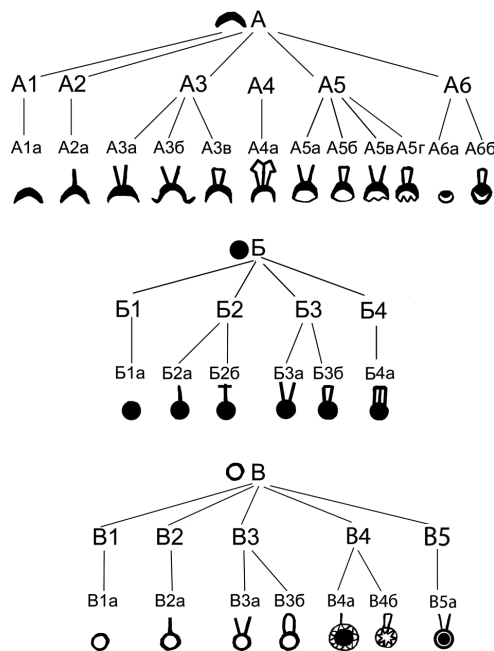 А
А1 А2 А3 А4 А5 А6
А1а А2а А3а А3б А3в А4а А5а А5б А5в А5г А6а А6б
Б
Б1 Б2 Б3 Б4
Б1а Б2а Б2б Б3а Б3б Б4а
В
В1 В2 В3 В4 В5
В1а В2а В3а В3б В4а В4б В5а